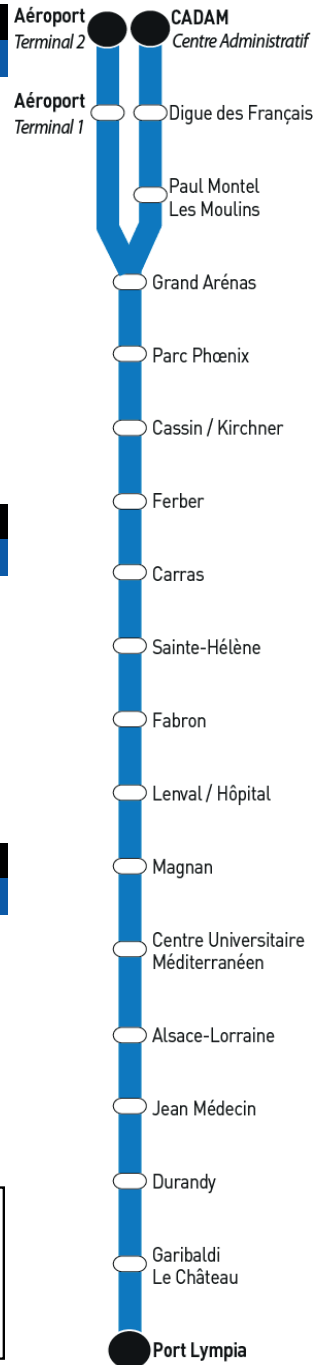 Aéroport
Terminal 2
CADAM
Centre Administratif
Aéroport
Terminal 1
Digue des Français
Paul Montel
Les Moulins
Grand Arénas
Parc Phœnix
Cassin / Kirchner
Ferber
Carras
Sainte-Hélène
Fabron
Lenval / Hôpital
Magnan
Centre Universitaire
Méditerranéen
Alsace-Lorraine
Jean Médecin
Durandy
Garibaldi
Le Château
Port Lympia